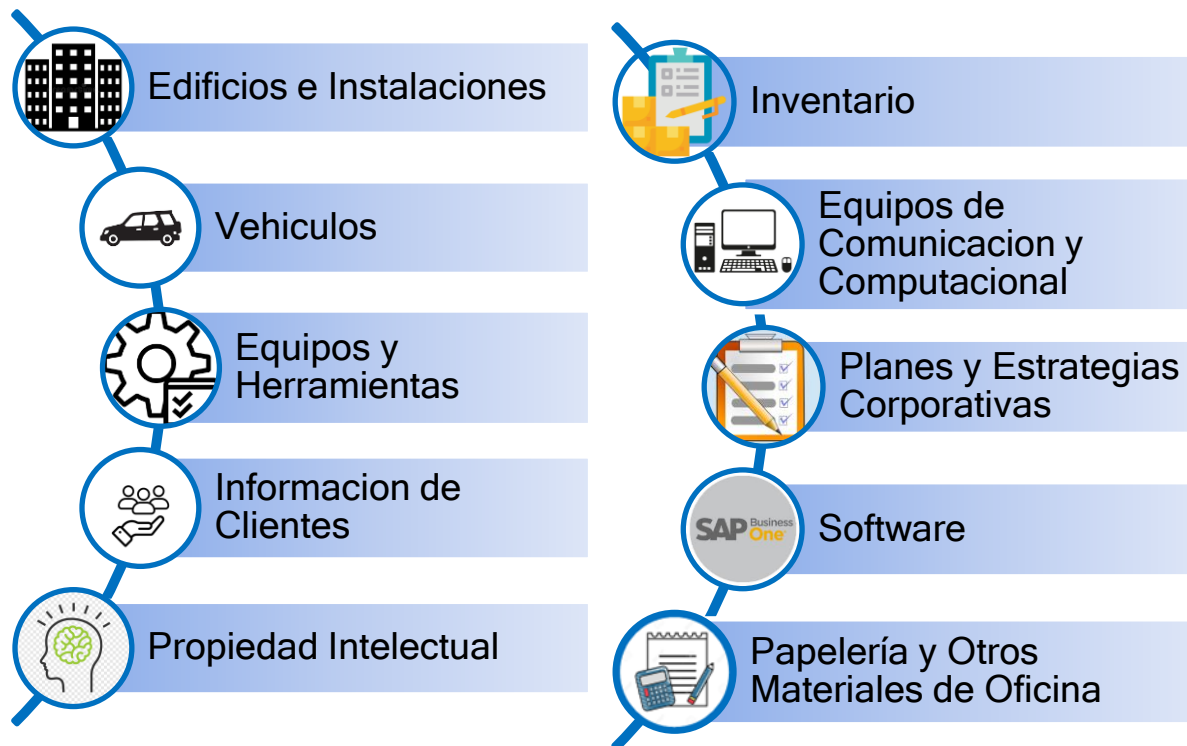 Edificios e Instalaciones
Vehiculos
Equipos y
Herramientas
Informacion de
Clientes
Propiedad Intelectual
Inventario
Equipos de
Comunicacion y
Computacional
Planes y Estrategias
Corporativas
SAP Business
One
Software
Papelería y Otros
Materiales de Oficina